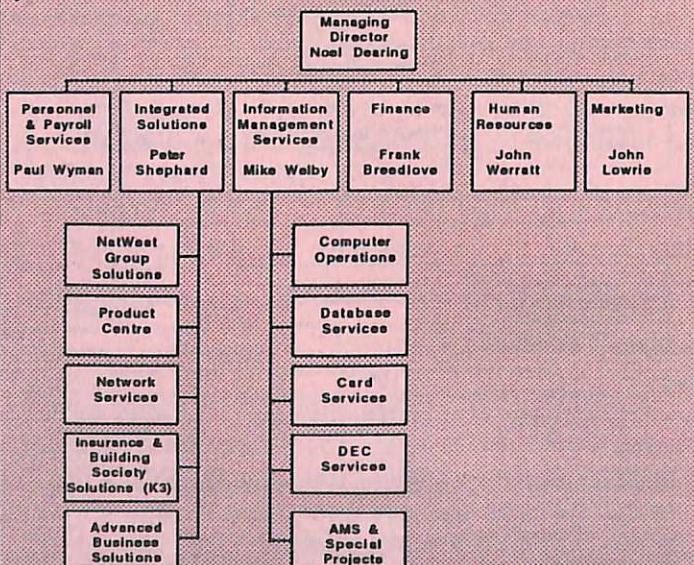 Managing
Director
Noel Dearing
Personnel
& Payroll
Services
Paul Wyman
Integrated
Solutions
Peter
Shephard
Information
Management
Services
Mike Welby
Finance
Frank
Breedlove
Human
Resources
John
Werratt
Marketing
John
Lowrie
NatWest
Group
Solutions
Product
Centre
Network
Services
Insurance &
Building
Society
Solutions (K3)
Advanced
Business
Solutions
Computer
Operations
Database
Services
Card
Services
DEC
Services
AMS &
Special
Projects